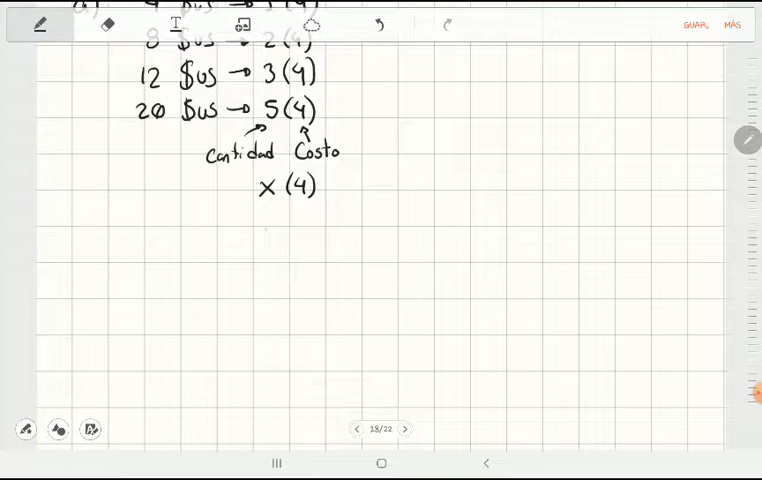 GUAR. MÁS
8 $us → 2(4)
12 $us → 3(4)
20 $us → 5(4)
Cantidad Costo
x (4)
18/22